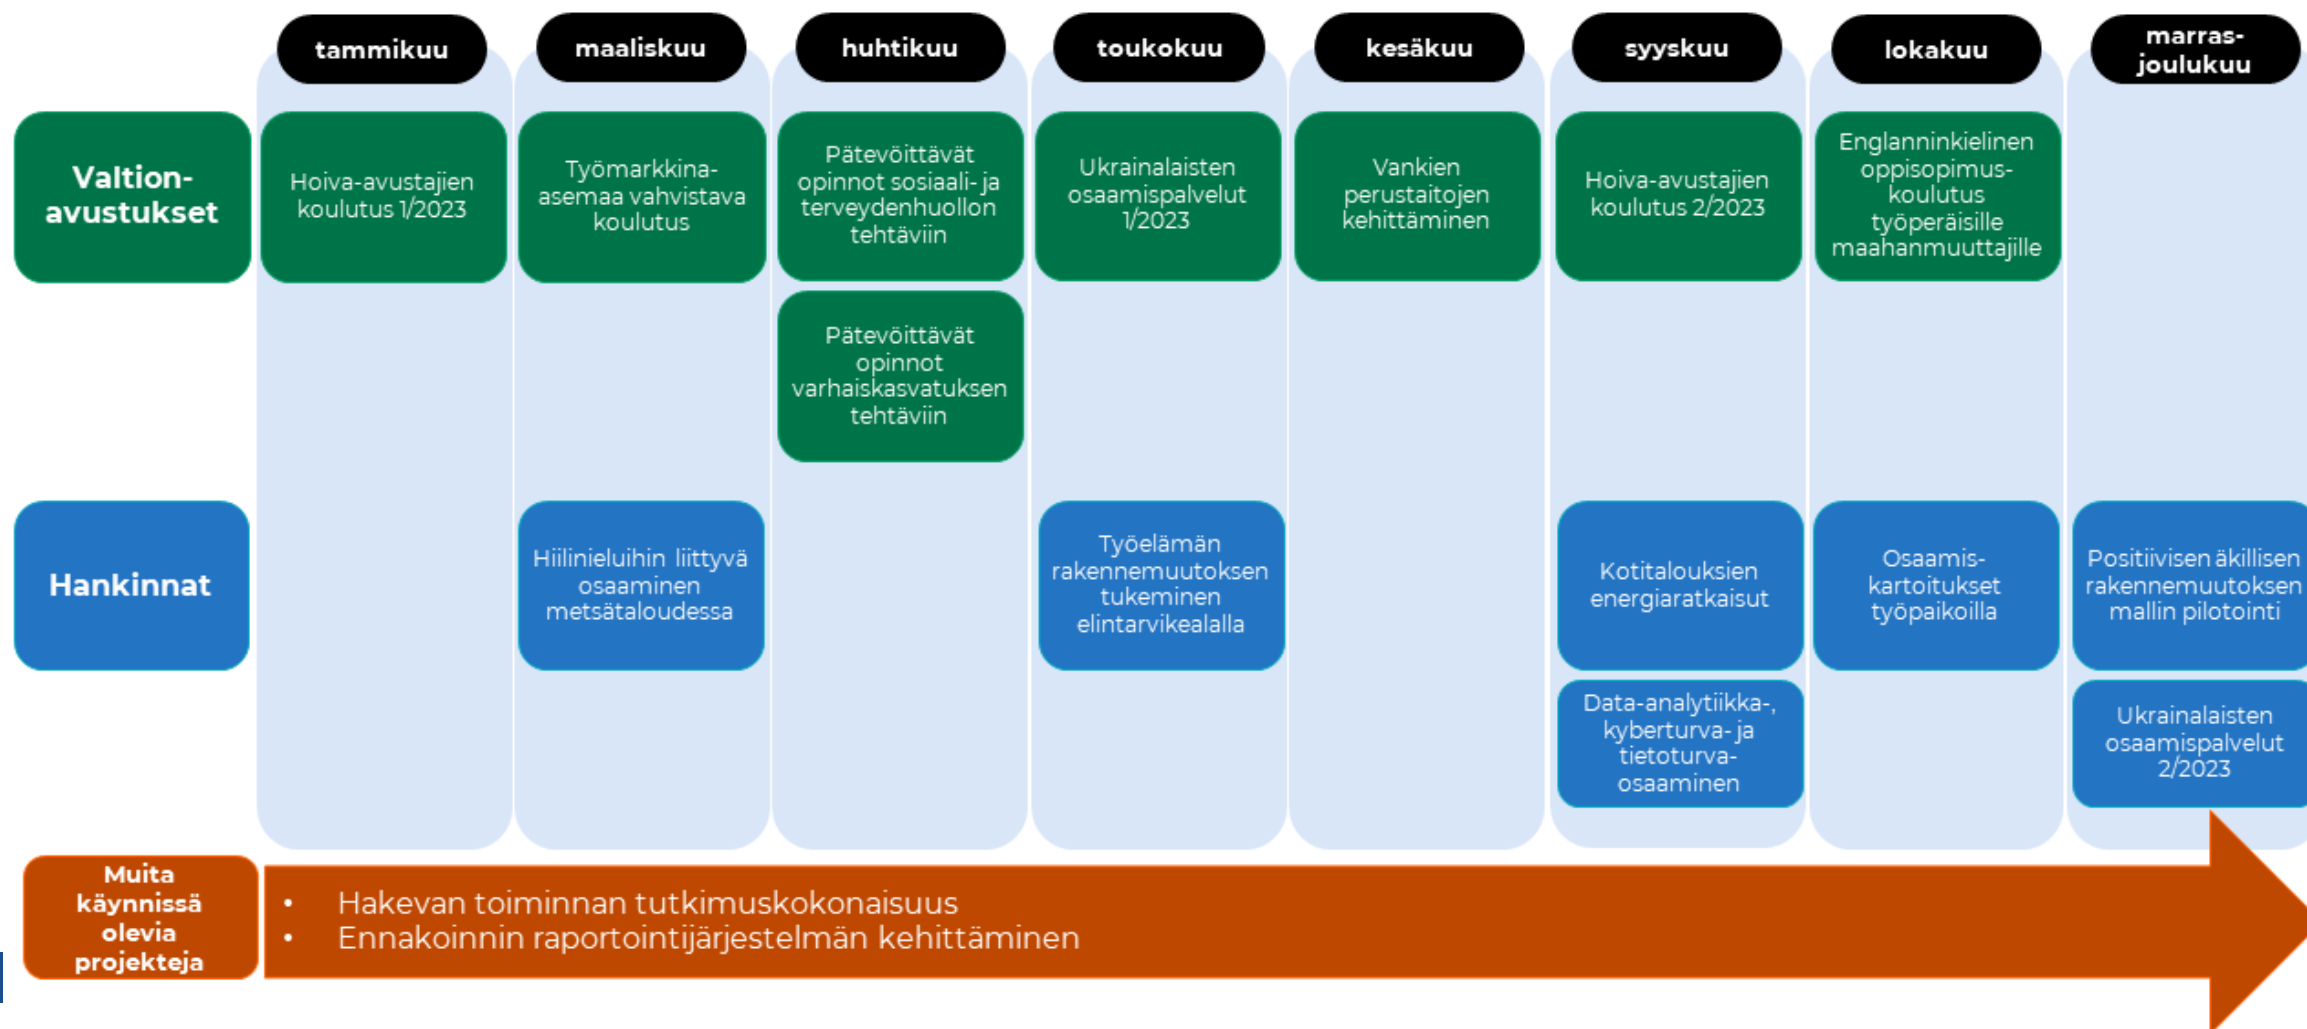 tammikuu
maaliskuu
huhtikuu
toukokuu
kesäkuu
syyskuu
lokakuu
marras-
joulukuu
Valtion-
avustukset
Hoiva-avustajien
koulutus 1/2023
Työmarkkina-
asemaa vahvistava
koulutus
Pätevöittävät
opinnot sosiaali- ja
terveydenhuollon
tehtäviin
Ukrainalaisten
osaamispalvelut
1/2023
Vankien
perustaitojen
kehittäminen
Hoiva-avustajien
koulutus 2/2023
Englanninkielinen
oppisopimus-
koulutus
työperäisille
maahanmuuttajille
Pätevöittävät
opinnot
varhaiskasvatuksen
tehtäviin
Hankinnat
Hiilinieluihin liittyvä
osaaminen
metsätaloudessa
Työelämän
rakennemuutoksen
tukeminen
elintarvikealalla
Kotitalouksien
energiaratkaisut
Osaamis-
kartoitukset
työpaikoilla
Positiivisen äkillisen
rakennemuutoksen
mallin pilotointi
Data-analytiikka-,
kyberturva- ja
tietoturva-
osaaminen
Ukrainalaisten
osaamispalvelut
2/2023
Muita
käynnissä
olevia
projekteja
• Hakevan toiminnan tutkimuskokonaisuus
• Ennakoinnin raportointijärjestelmän kehittäminen